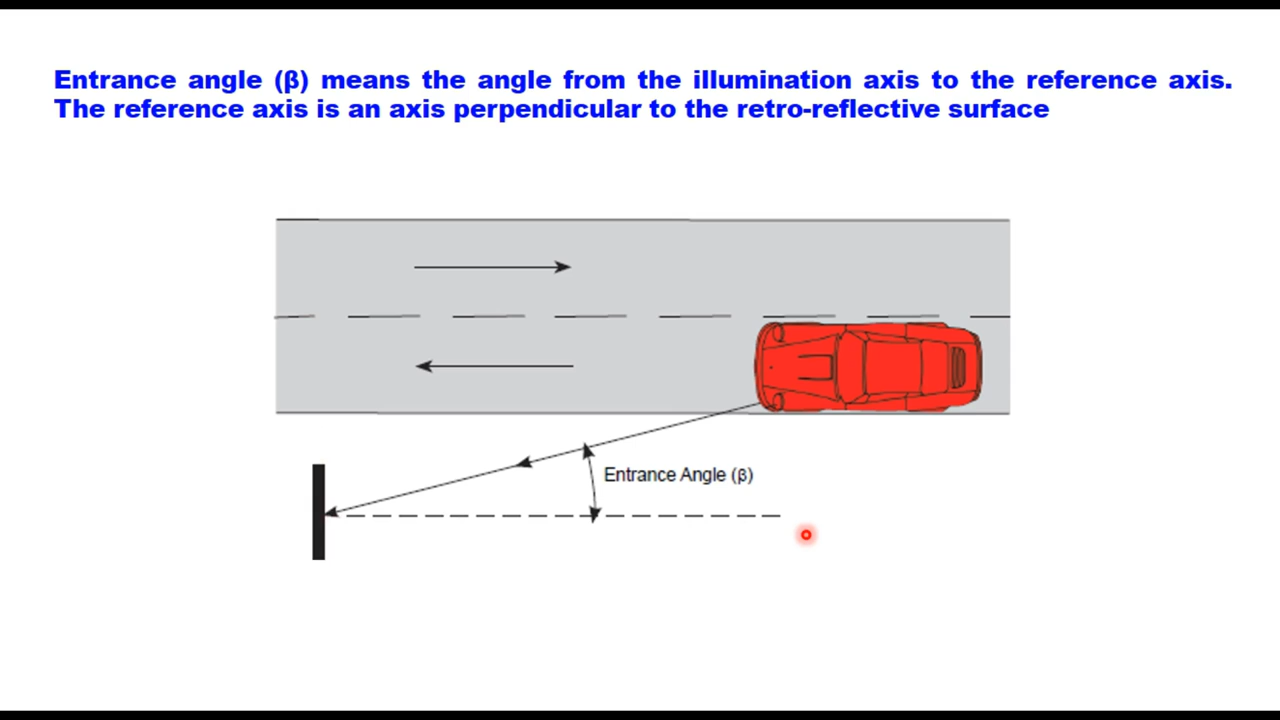 Entrance angle (β) means the angle from the illumination axis to the reference axis.
The reference axis is an axis perpendicular to the retro-reflective surface
Entrance Angle (β)